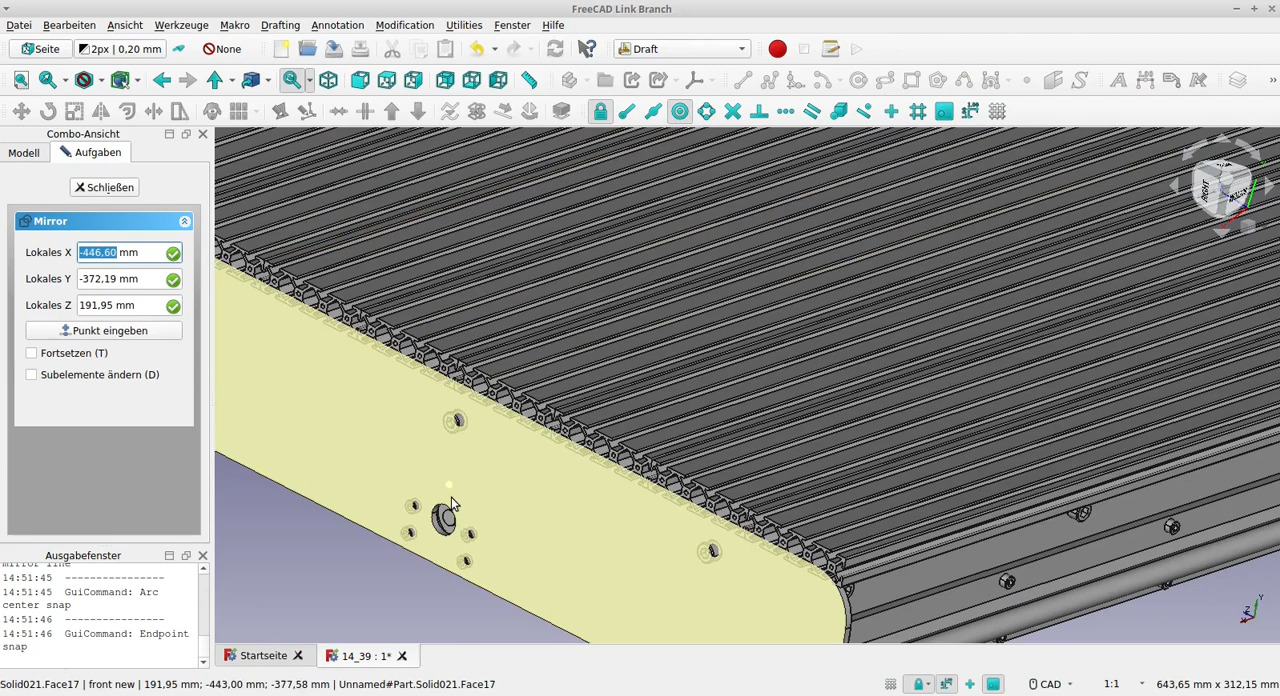 FreeCAD Link Branch
Datei Bearbeiten Ansicht Werkzeuge Makro Drafting Annotation Modification Utilities Fenster Hilfe
Seite 2px | 0.20 mm None Draft
Combo-Ansicht
Modell Aufgaben
Schließen
Mirror
Lokales X -446,60 mm
Lokales Y -372,19 mm
Lokales Z 191,95 mm
Punkt eingeben
Fortsetzen (T)
Subelemente ändern (D)
RIGHT
Y
Ausgabefenster
mirror line
14:51:45 ----------------
14:51:45 GuiCommand: Arc
center snap
14:51:46 ----------------
14:51:46 GuiCommand: Endpoint
snap
Startseite 14_39 : 1*
Solid021.Face17 | front new | 191,95 mm; -443,00 mm; -377,58 mm | Unnamed#Part.Solid021.Face17 CAD 1:1 643,65 mm x 312,15 mm